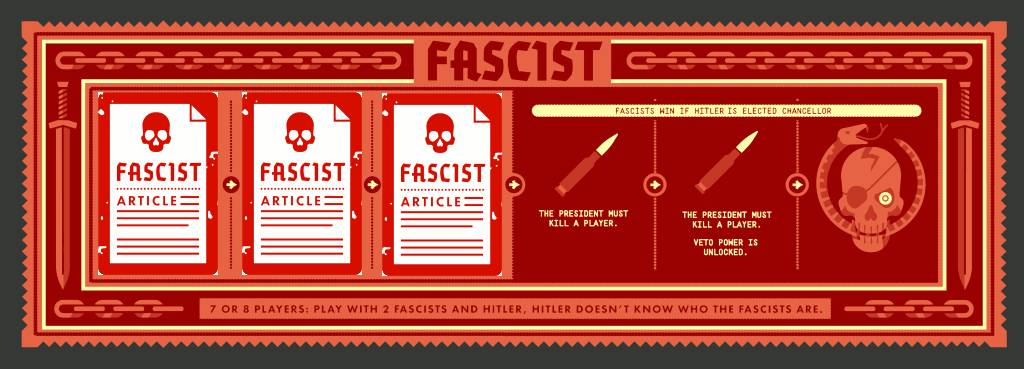 FASCIST
FASCISTS WIN IF HITLER IS ELECTED CHANCELLOR
FASCIST
ARTICLE
FASCIST
ARTICLE
FASCIST
ARTICLE
THE PRESIDENT MUST
KILL A PLAYER.
THE PRESIDENT MUST
KILL A PLAYER.
VETO POWER IS
UNLOCKED.
7 OR 8 PLAYERS: PLAY WITH 2 FASCISTS AND HITLER, HITLER DOESN'T KNOW WHO THE FASCISTS ARE.